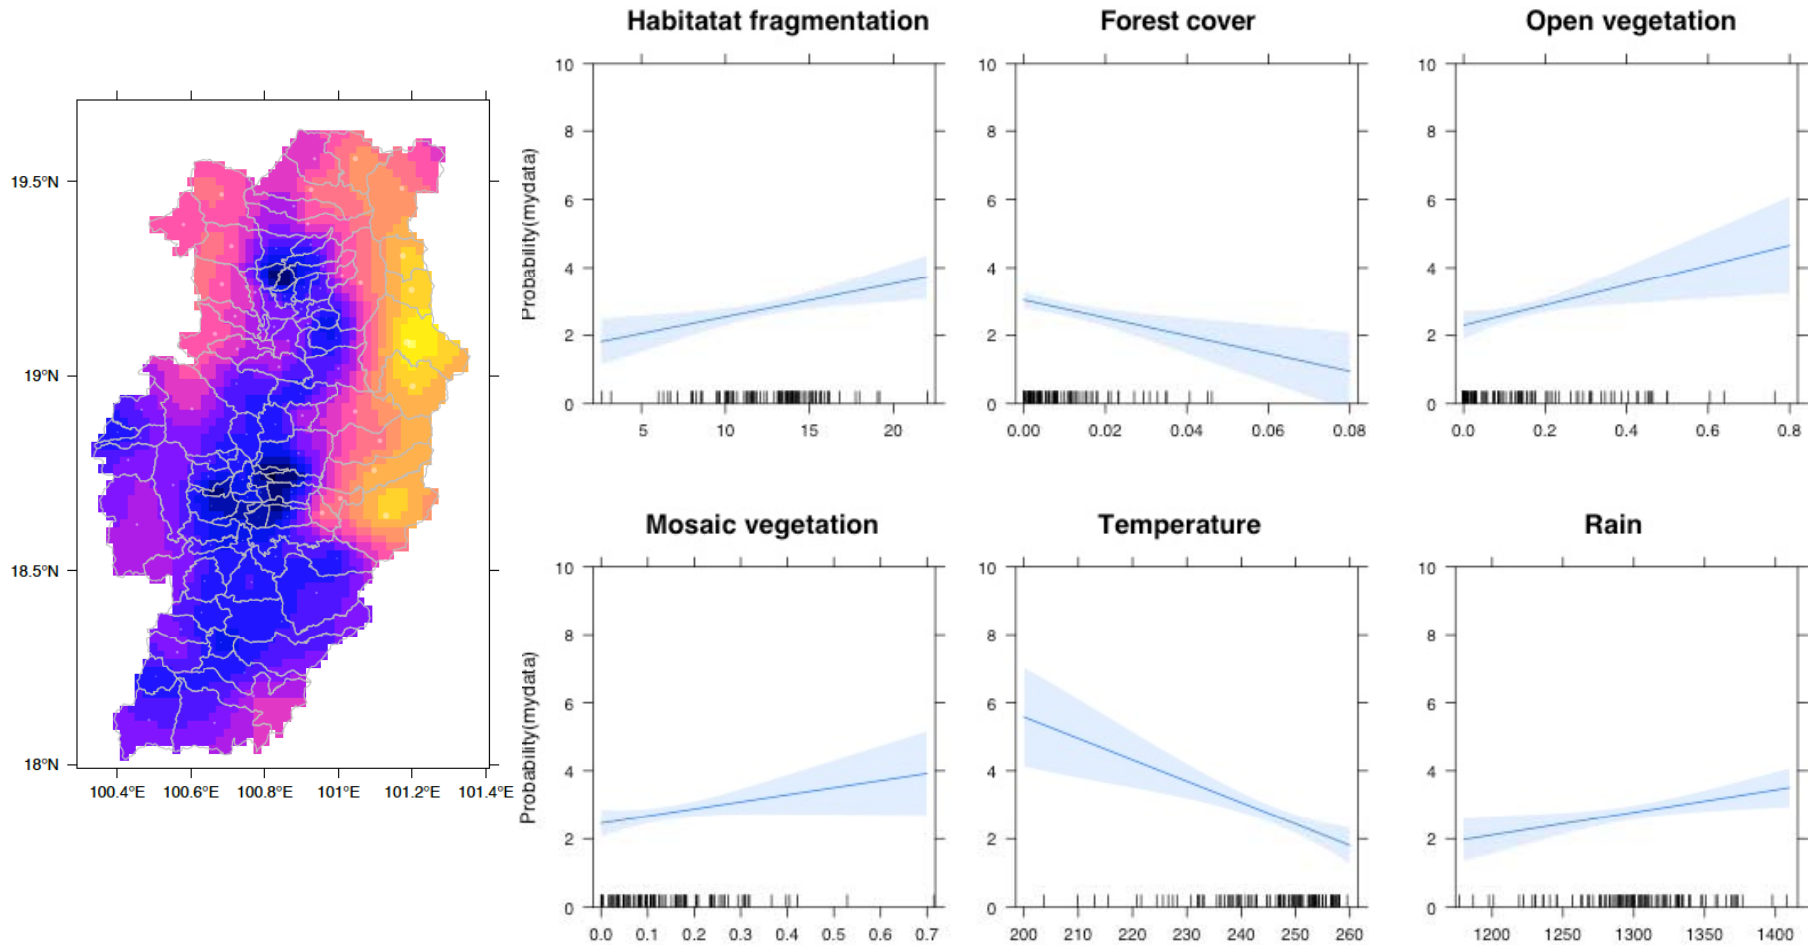 Habitatat fragmentation
Forest cover
Open vegetation
19.5°N
19°N
18.5°N
18°N
100.4°E 100.6°E 100.8°E 101°E 101.2°E 101.4°E
Probability(mydata)
10
8
6
4
2
0
5 10 15 20
10
8
6
4
2
0
0.00 0.02 0.04 0.06 0.08
10
8
6
4
2
0
0.0 0.2 0.4 0.6 0.8
Mosaic vegetation
Temperature
Rain
Probability(mydata)
10
8
6
4
2
0
0.0 0.1 0.2 0.3 0.4 0.5 0.6 0.7
10
8
6
4
2
0
200 210 220 230 240 250 260
10
8
6
4
2
0
1200 1250 1300 1350 1400